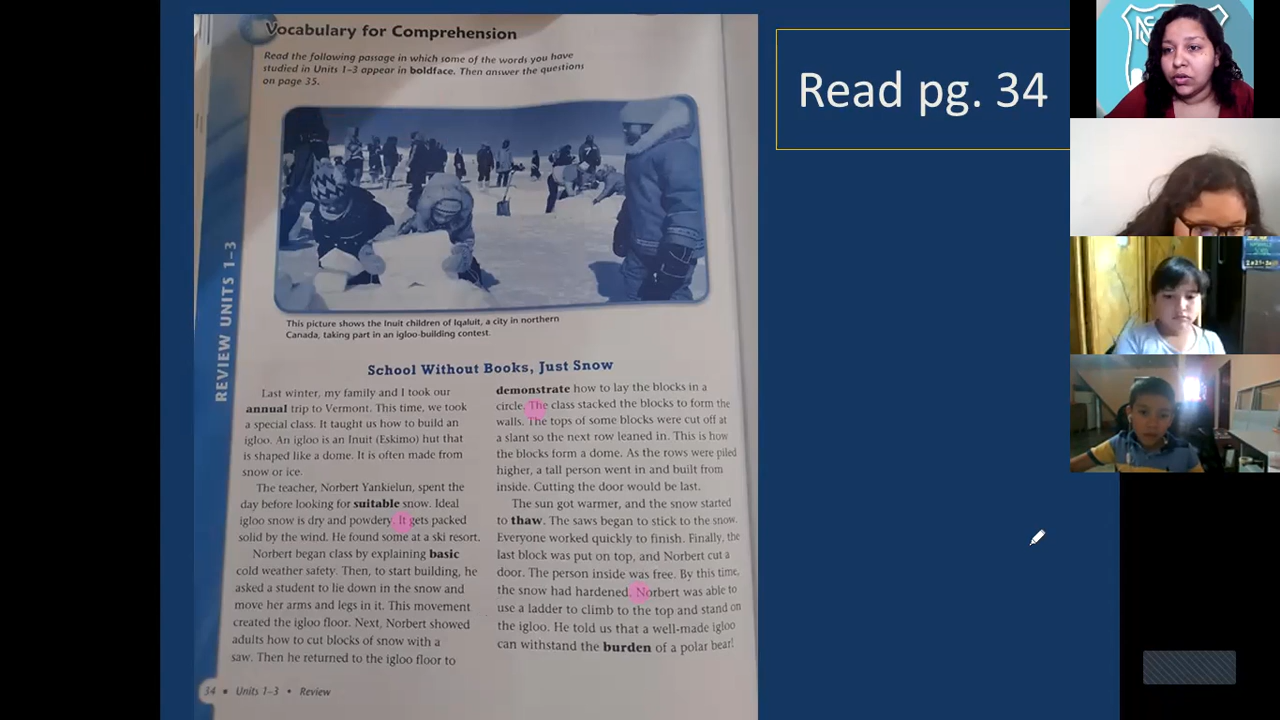 Vocabulary for Comprehension
Read the following passage in which some of the words you have
studied in Units 1–3 appear in boldface. Then answer the questions
on page 35.
Read pg. 34
REVIEW UNITS 1–3
This picture shows the Inuit children of Iqaluit, a city in northern
Canada, taking part in an igloo-building contest.
School Without Books, Just Snow
Last winter, my family and I took our
annual trip to Vermont. This time, we took
a special class. It taught us how to build an
igloo. An igloo is an Inuit (Eskimo) hut that
is shaped like a dome. It is often made from
snow or ice.
The teacher, Norbert Yankielun, spent the
day before looking for suitable snow. Ideal
igloo snow is dry and powdery. It gets packed
solid by the wind. He found some at a ski resort.
Norbert began class by explaining basic
cold weather safety. Then, to start building, he
asked a student to lie down in the snow and
move her arms and legs in it. This movement
created the igloo floor. Next, Norbert showed
adults how to cut blocks of snow with a
saw. Then he returned to the igloo floor to
demonstrate how to lay the blocks in a
circle. The class stacked the blocks to form the
walls. The tops of some blocks were cut off at
a slant so the next row leaned in. This is how
the blocks form a dome. As the rows were piled
higher, a tall person went in and built from
inside. Cutting the door would be last.
The sun got warmer, and the snow started
to thaw. The saws began to stick to the snow.
Everyone worked quickly to finish. Finally, the
last block was put on top, and Norbert cut a
door. The person inside was free. By this time,
the snow had hardened. Norbert was able to
use a ladder to climb to the top and stand on
the igloo. He told us that a well-made igloo
can withstand the burden of a polar bear!
34 • Units 1–3 • Review